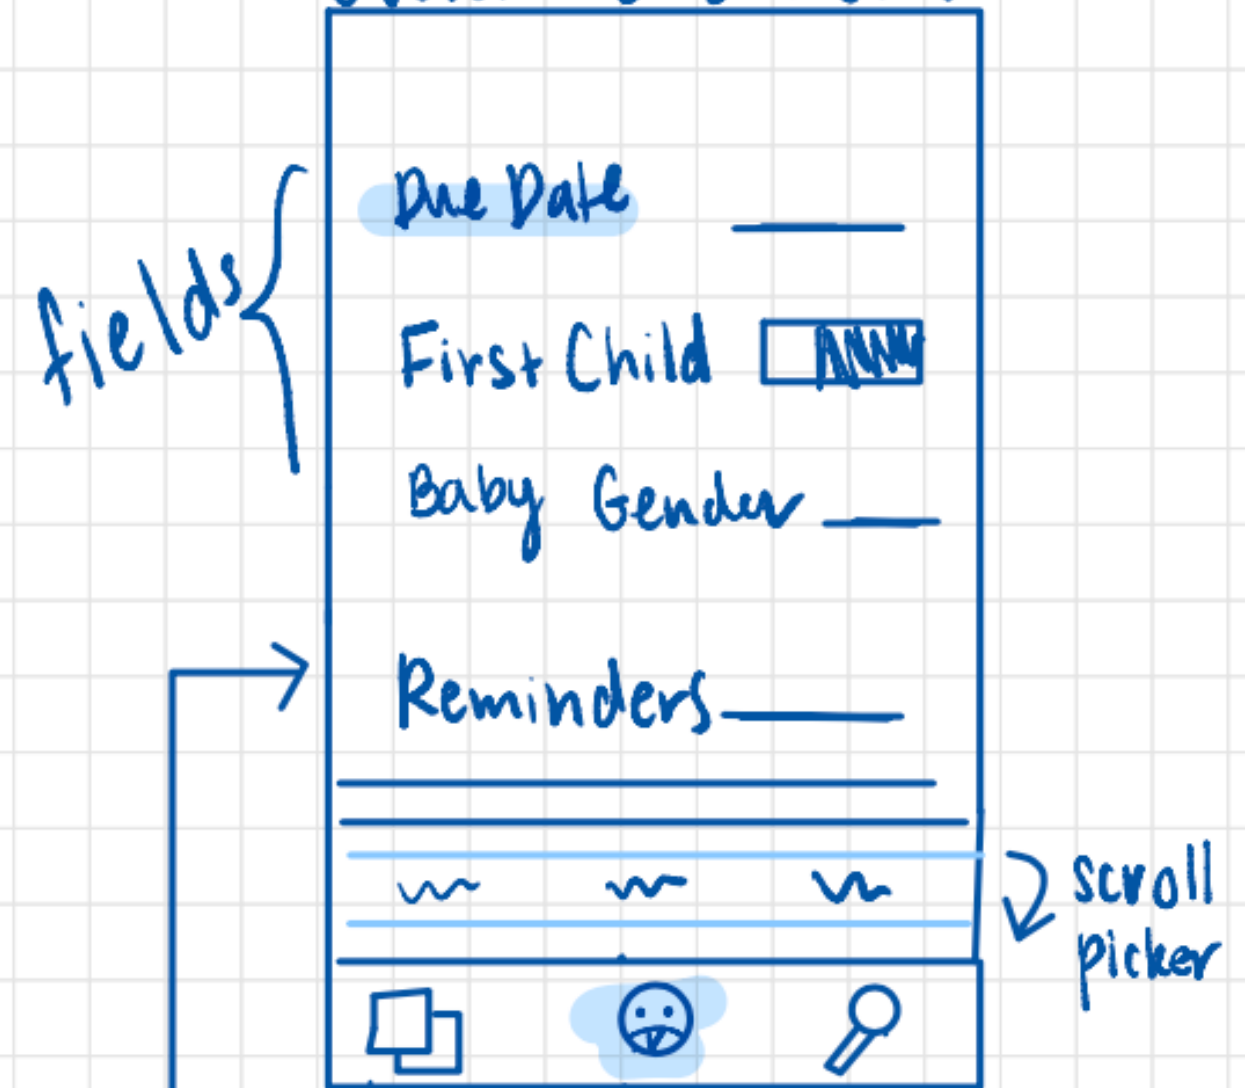 Due Date
fields
First Child
Baby Gender
Reminders
scroll
picker